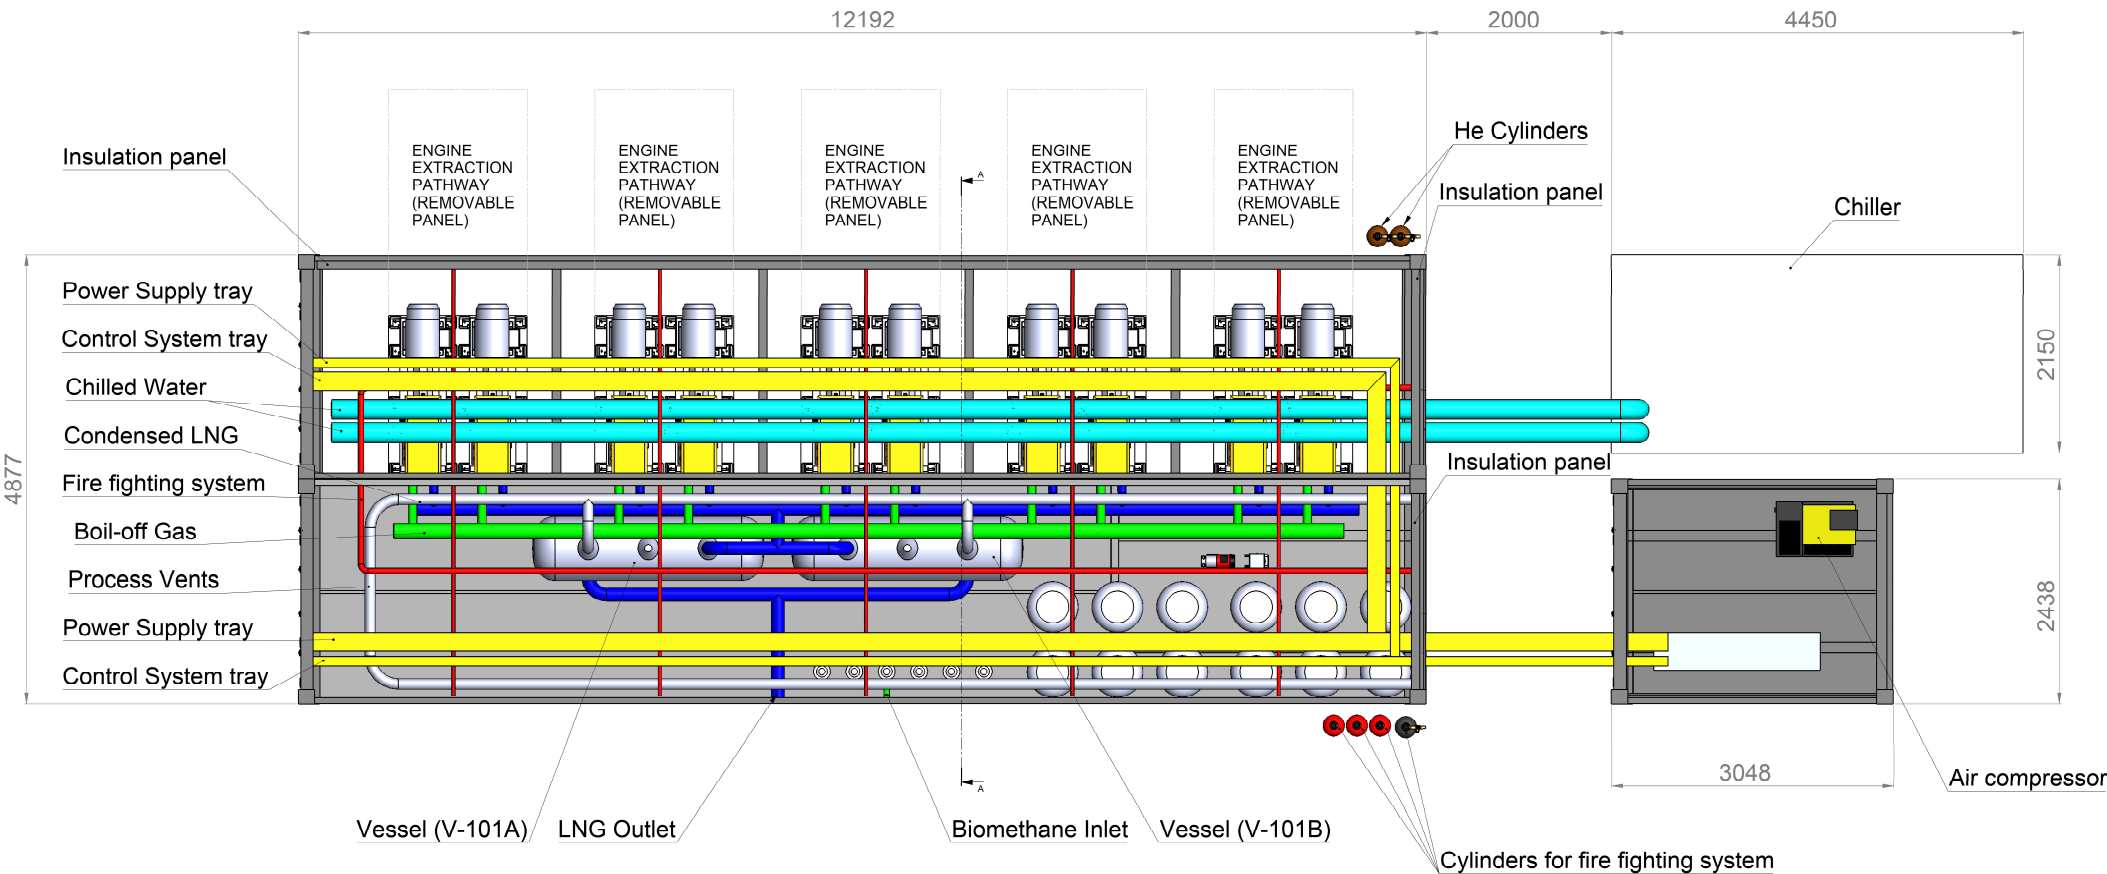 12192
2000
4450
He Cylinders
ENGINE
EXTRACTION
PATHWAY
(REMOVABLE
PANEL)
ENGINE
EXTRACTION
PATHWAY
(REMOVABLE
PANEL)
ENGINE
EXTRACTION
PATHWAY
(REMOVABLE
PANEL)
ENGINE
EXTRACTION
PATHWAY
(REMOVABLE
PANEL)
ENGINE
EXTRACTION
PATHWAY
(REMOVABLE
PANEL)
Insulation panel
A
Insulation panel
Chiller
Power Supply tray
Control System tray
Chilled Water
Condensed LNG
Fire fighting system
Boil-off Gas
Process Vents
Power Supply tray
Control System tray
4877
2150
Insulation panel
2438
3048
Air compressor
A
Vessel (V-101A)
LNG Outlet
Biomethane Inlet
Vessel (V-101B)
Cylinders for fire fighting system